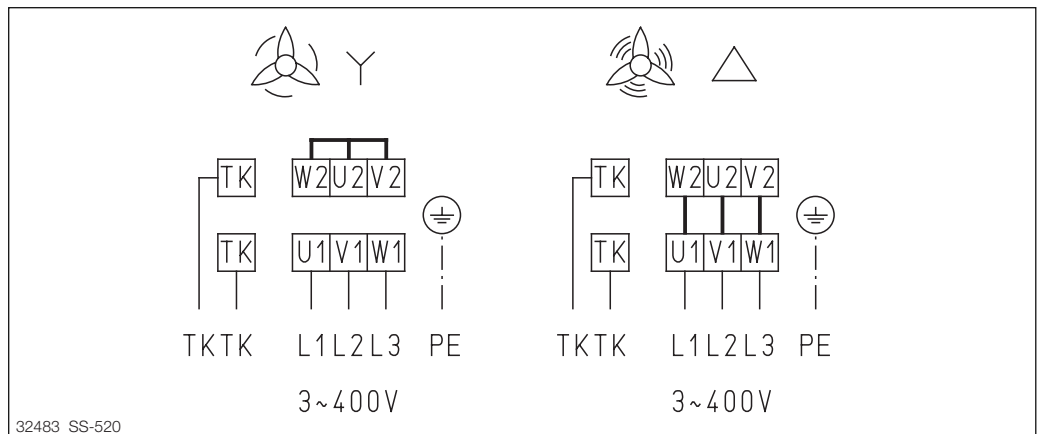 TK W2 U2 V2 TK W2 U2 V2
TK U1 V1 W1 TK U1 V1 W1
TK TK L1 L2 L3 PE TK TK L1 L2 L3 PE
3~400V 3~400V
32483 SS-520